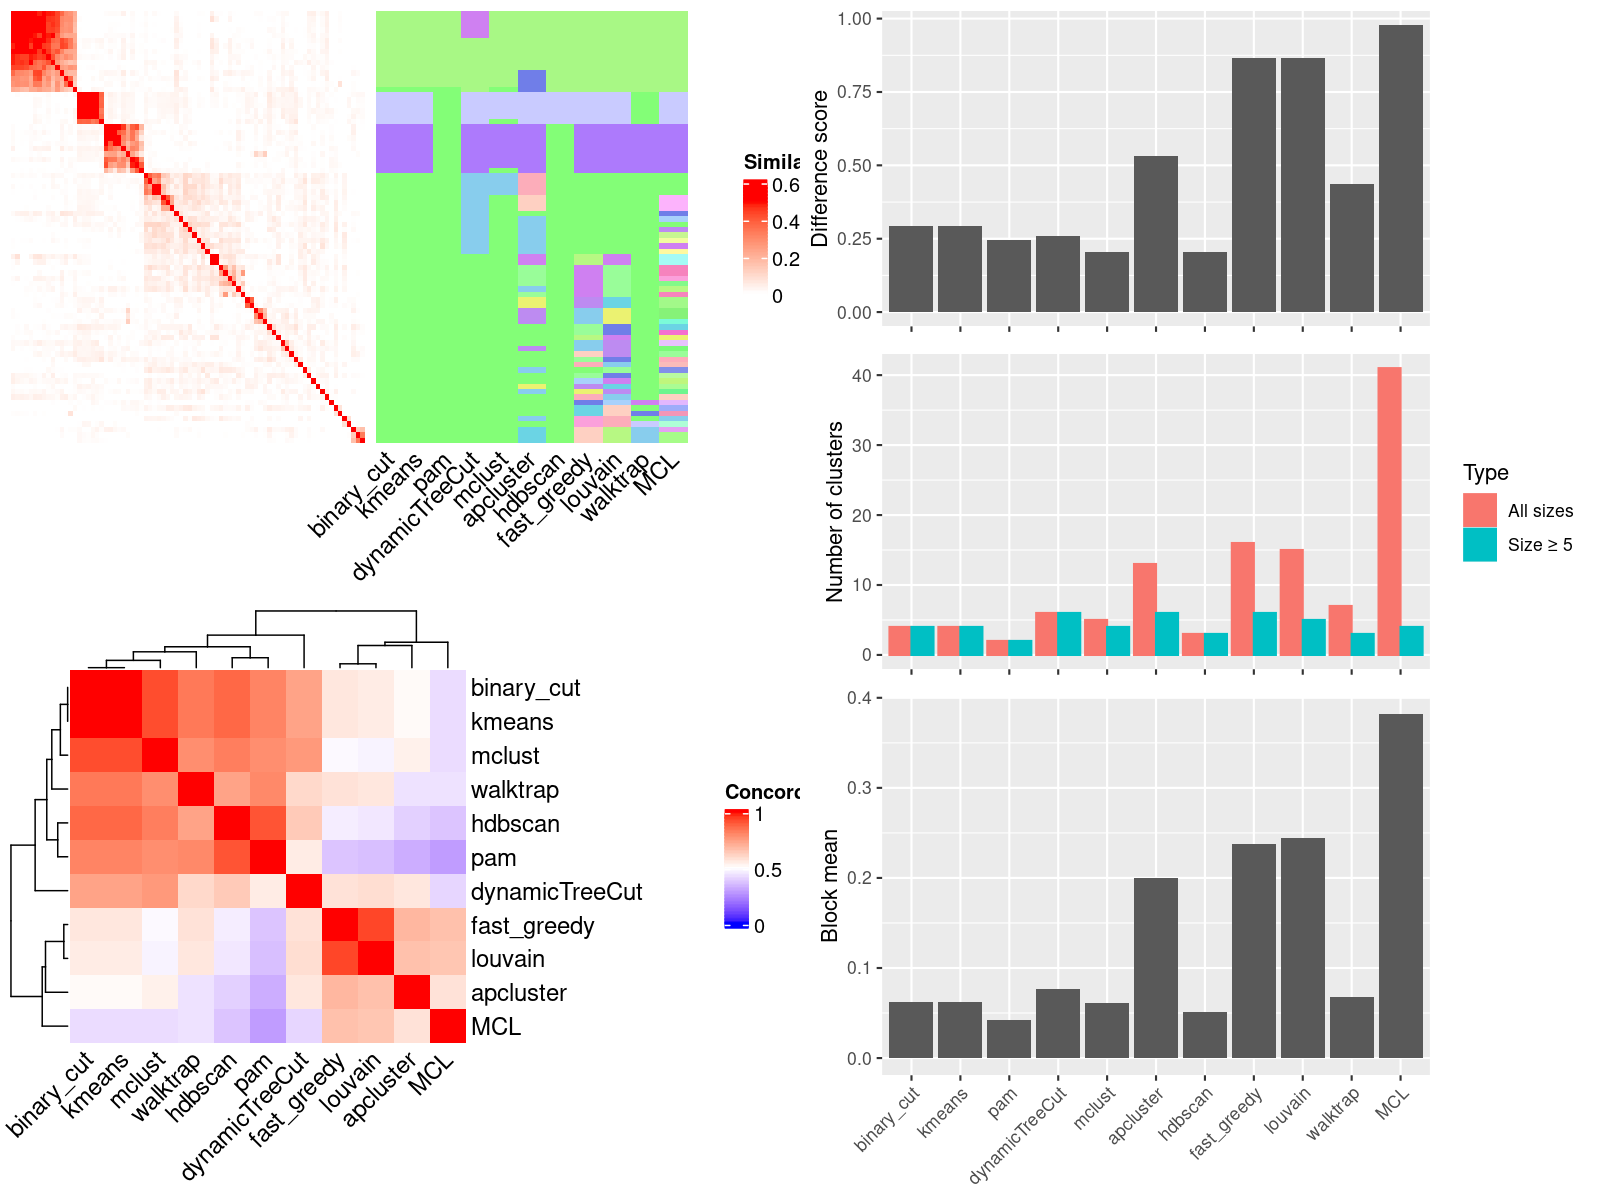 Simila
0.6
0.4
0.2
0
binary_cut
kmeans
pam
dynamicTreeCut
mclust
apcluster
hdbscan
fast_greedy
louvain
walktrap
MCL
binary_cut
kmeans
mclust
walktrap
hdbscan
pam
dynamicTreeCut
fast_greedy
louvain
apcluster
MCL
Concord
1
0.5
0
binary_cut
kmeans
mclust
walktrap
hdbscan
pam
dynamicTreeCut
fast_greedy
louvain
apcluster
MCL
Difference score
1.00
0.75
0.50
0.25
0.00
Number of clusters
40
30
20
10
0
Type
All sizes
Size ≥ 5
Block mean
0.4
0.3
0.2
0.1
0.0
binary_cut
kmeans
pam
dynamicTreeCut
mclust
apcluster
hdbscan
fast_greedy
louvain
walktrap
MCL